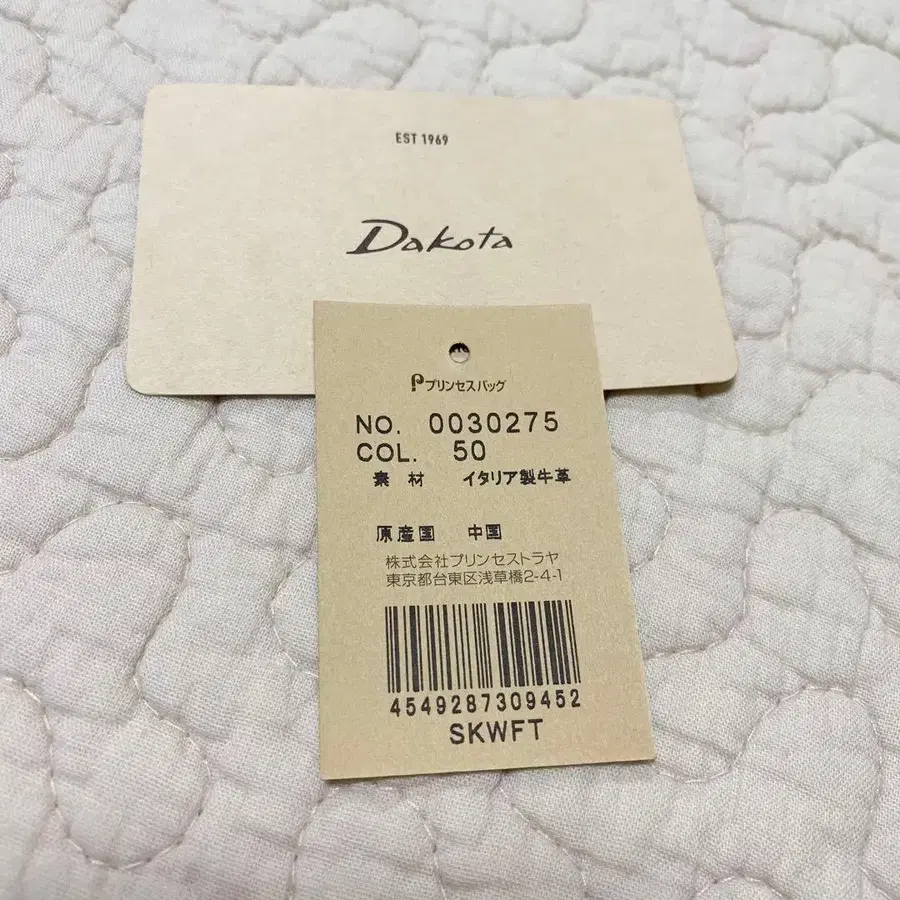 EST 1969
Dakota
プリンセスバッグ
NO. 0030275
COL. 50
素材 イタリア製牛革
原産国 中国
株式会社プリンセストラヤ
東京都台東区浅草橋2-4-1
4549287309452
SKWFT